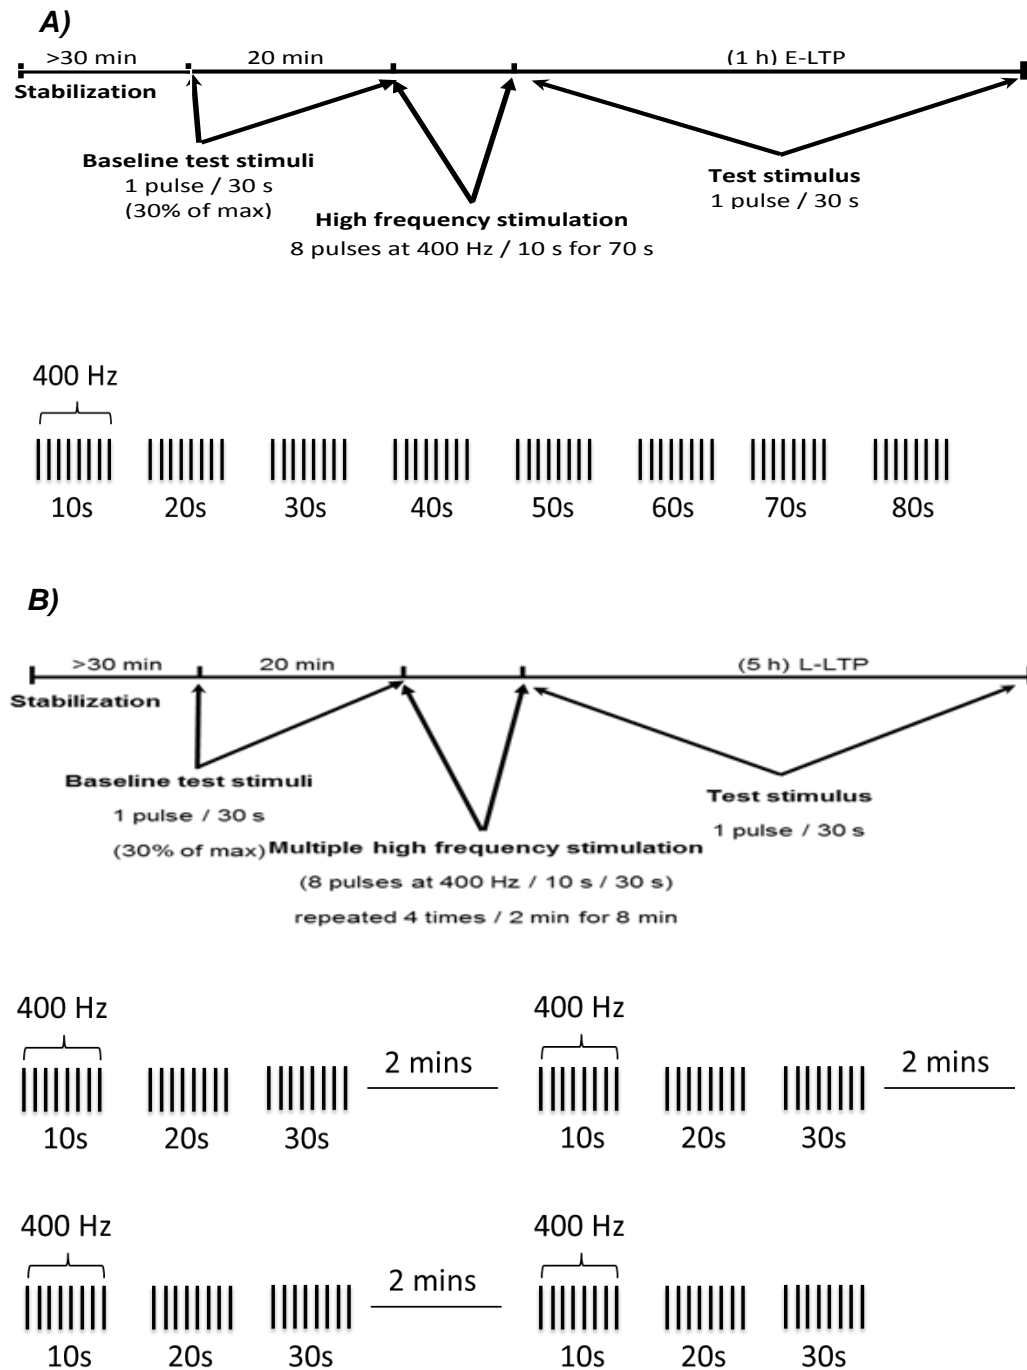 A)
>30 min 20 min (1 h) E-LTP
Stabilization
Baseline test stimuli
1 pulse / 30 s
(30% of max)
Test stimulus
1 pulse / 30 s
High frequency stimulation
8 pulses at 400 Hz / 10 s for 70 s
400 Hz
10s 20s 30s 40s 50s 60s 70s 80s
B)
>30 min 20 min (5 h) L-LTP
Stabilization
Baseline test stimuli
1 pulse / 30 s
(30% of max)
Test stimulus
1 pulse / 30 s
Multiple high frequency stimulation
(8 pulses at 400 Hz / 10 s / 30 s)
repeated 4 times / 2 min for 8 min
400 Hz 400 Hz
2 mins 2 mins
10s 20s 30s 10s 20s 30s
400 Hz 400 Hz
2 mins
10s 20s 30s 10s 20s 30s